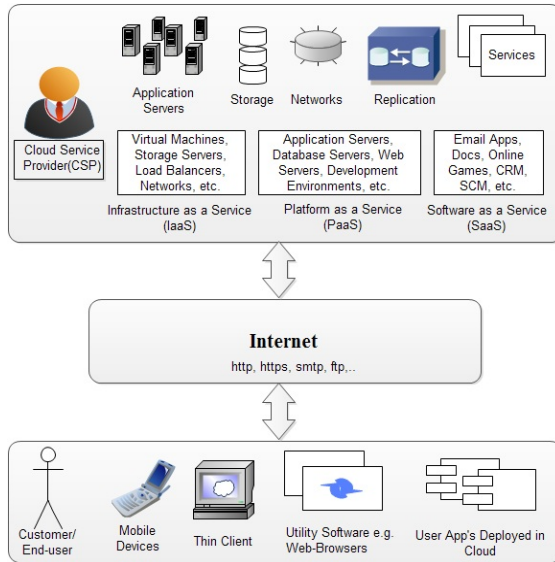 Application
Servers
Storage
Networks
Replication
Services
Cloud Service
Provider(CSP)
Virtual Machines,
Storage Servers,
Load Balancers,
Networks, etc.
Infrastructure as a Service
(IaaS)
Application Servers,
Database Servers, Web
Servers, Development
Environments, etc.
Platform as a Service
(PaaS)
Email Apps,
Docs, Online
Games, CRM,
SCM, etc.
Software as a Service
(SaaS)
Internet
http, https, smtp, ftp,..
Customer/
End-user
Mobile
Devices
Thin Client
Utility Software e.g.
Web-Browsers
User App's Deployed in
Cloud